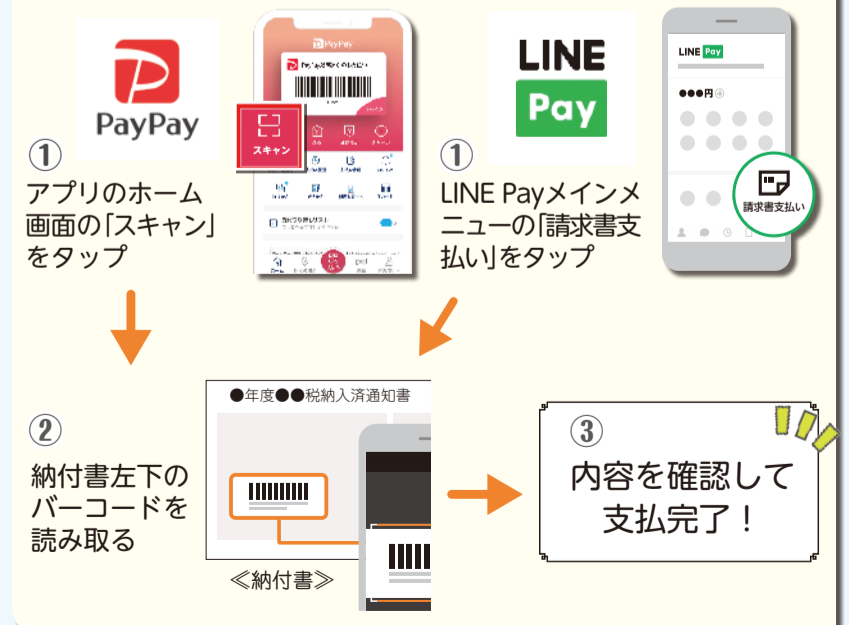 PayPay
①
アプリのホーム
画面の「スキャン」
をタップ
PayPay
スキャン
LINE
Pay
①
LINE Payメインメ
ニューの「請求書支
払い」をタップ
LINE Pay
●●●円
請求書支払い
②
納付書左下の
バーコードを
読み取る
●年度●●税納入済通知書
≪納付書≫
③
内容を確認して
支払完了！